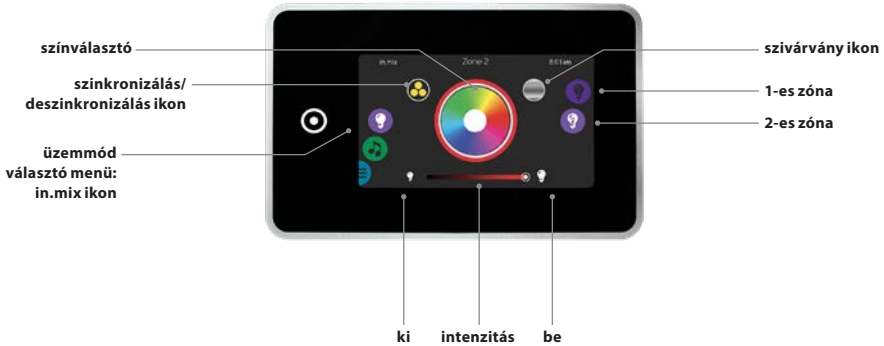 színválasztó
szivárvány ikon
in.mix
Zone 2
8:61am
szinkronizálás/
deszinkronizálás ikon
1-es zóna
2-es zóna
üzemmód
választó menü:
in.mix ikon
ki
intenzitás
be